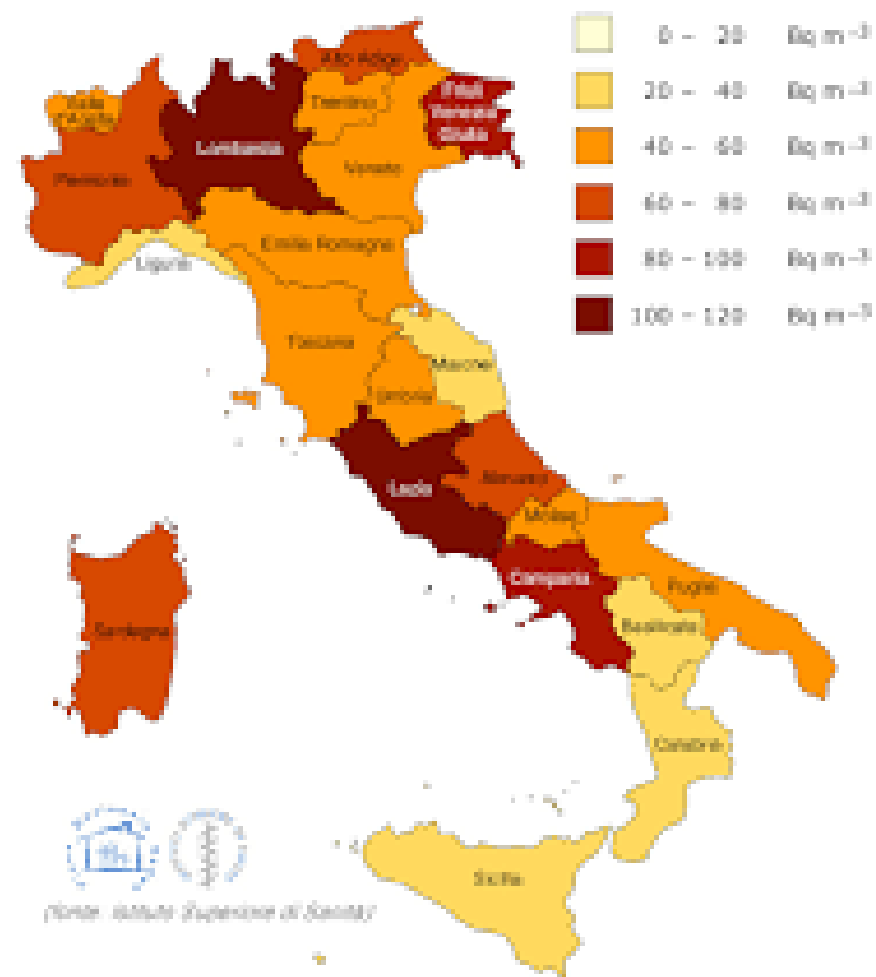 0 - 20 Bq m-3
20 - 40 Bq m-3
40 - 60 Bq m-3
60 - 80 Bq m-3
80 - 100 Bq m-3
100 - 120 Bq m-3
Alto Adige
Valle
d'Aosta
Trentino
Friuli
Venezia
Giulia
Lombardia
Veneto
Piemonte
Emilia Romagna
Liguria
Toscana
Marche
Umbria
Lazio
Abruzzo
Molise
Campania
Puglia
Basilicata
Sardegna
Calabria
Sicilia
(fonte: Istituto Superiore di Sanità)